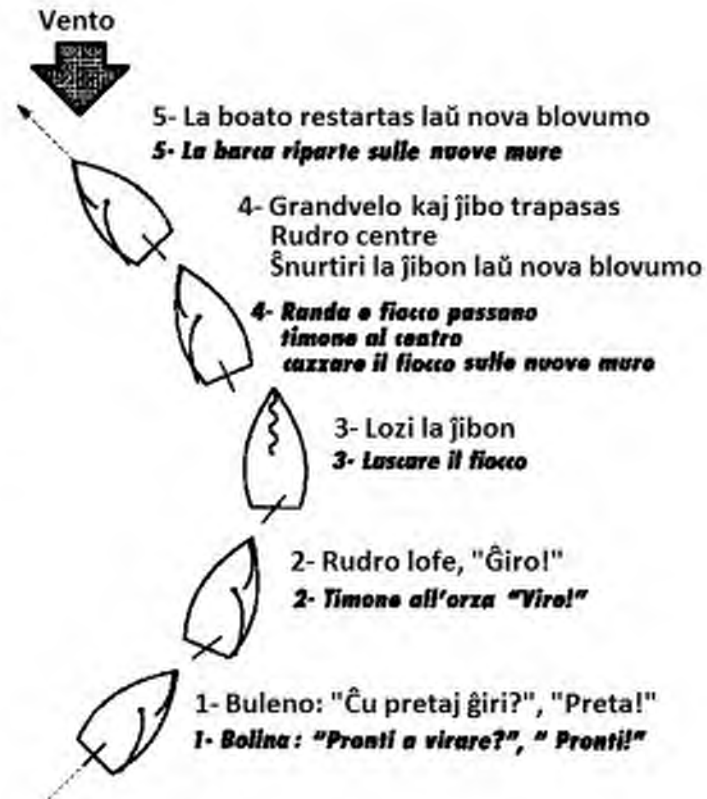 Vento
5- La boato restartas laŭ nova blovumo
5- La barca riparte sulle nuove mure
4- Grandvelo kaj ĵibo trapasas
Rudro centre
Ŝnurtiri la ĵibon laŭ nova blovumo
4- Randa e fiocco passano
timone al centro
cazzare il fiocco sulle nuove mure
3- Lozi la ĵibon
3- Lascare il fiocco
2- Rudro lofe, "Ĝiro!"
2- Timone all'orza "Viro!"
1- Buleno: "Ĉu pretaj ĝiri?", "Preta!"
1- Bolina: "Pronti a virare?", " Pronti!"